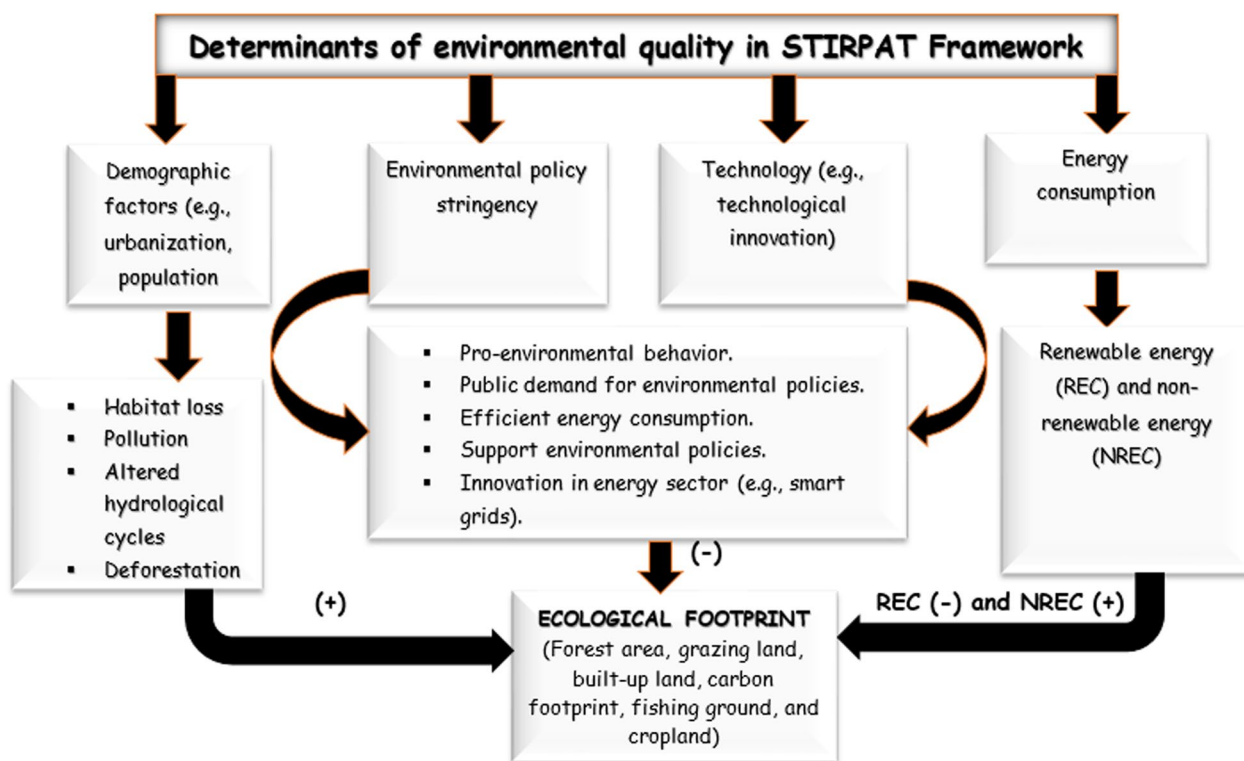 Determinants of environmental quality in STIRPAT Framework
Demographic
factors (e.g.,
urbanization,
population
Environmental policy
stringency
Technology (e.g.,
technological
innovation)
Energy
consumption
▪ Habitat loss
▪ Pollution
▪ Altered
hydrological
cycles
▪ Deforestation
▪ Pro-environmental behavior.
▪ Public demand for environmental policies.
▪ Efficient energy consumption.
▪ Support environmental policies.
▪ Innovation in energy sector (e.g., smart
grids).
Renewable energy
(REC) and non-
renewable energy
(NREC)
(+)
(-)
REC (-) and NREC (+)
ECOLOGICAL FOOTPRINT
(Forest area, grazing land,
built-up land, carbon
footprint, fishing ground, and
cropland)